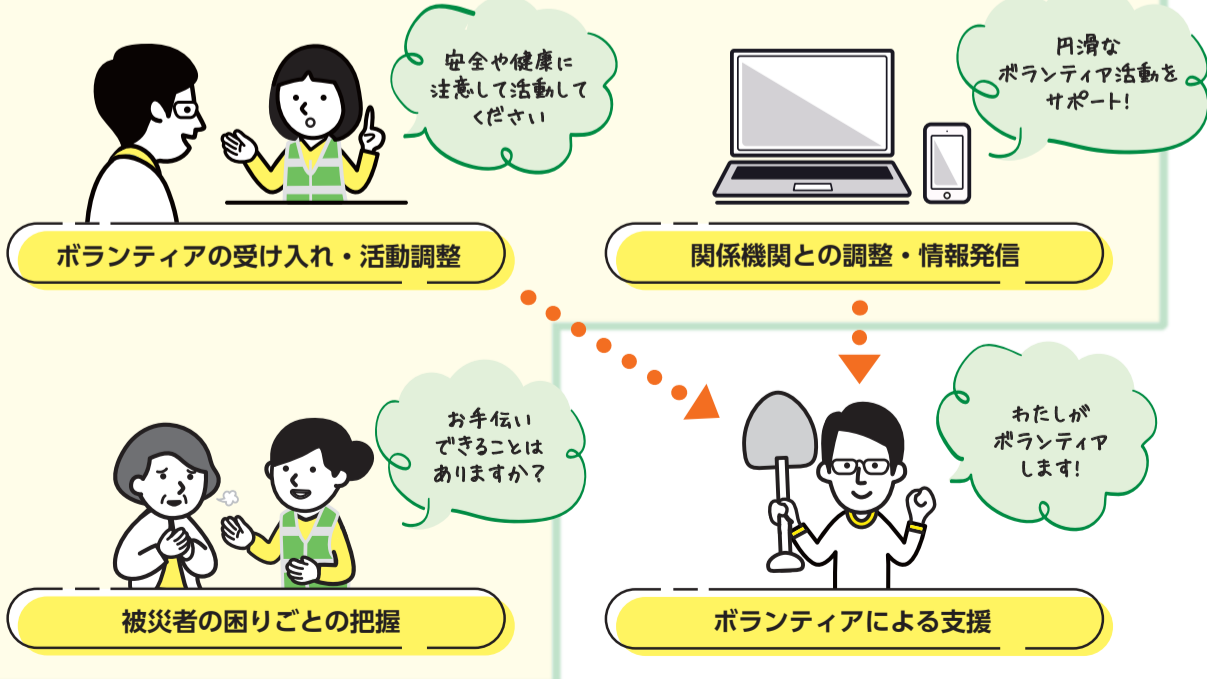 安全や健康に
注意して活動して
ください
円滑な
ボランティア活動を
サポート!
ボランティアの受け入れ・活動調整
関係機関との調整・情報発信
お手伝い
できることは
ありますか?
わたしが
ボランティア
します!
被災者の困りごとの把握
ボランティアによる支援